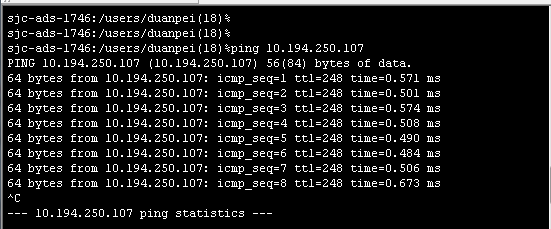 sjc-ads-1746:/users/duanpei(18)%
sjc-ads-1746:/users/duanpei(18)%
sjc-ads-1746:/users/duanpei(18)%ping 10.194.250.107
PING 10.194.250.107 (10.194.250.107) 56(84) bytes of data.
64 bytes from 10.194.250.107: icmp_seq=1 ttl=248 time=0.571 ms
64 bytes from 10.194.250.107: icmp_seq=2 ttl=248 time=0.501 ms
64 bytes from 10.194.250.107: icmp_seq=3 ttl=248 time=0.574 ms
64 bytes from 10.194.250.107: icmp_seq=4 ttl=248 time=0.508 ms
64 bytes from 10.194.250.107: icmp_seq=5 ttl=248 time=0.490 ms
64 bytes from 10.194.250.107: icmp_seq=6 ttl=248 time=0.484 ms
64 bytes from 10.194.250.107: icmp_seq=7 ttl=248 time=0.506 ms
64 bytes from 10.194.250.107: icmp_seq=8 ttl=248 time=0.673 ms
^C
--- 10.194.250.107 ping statistics ---